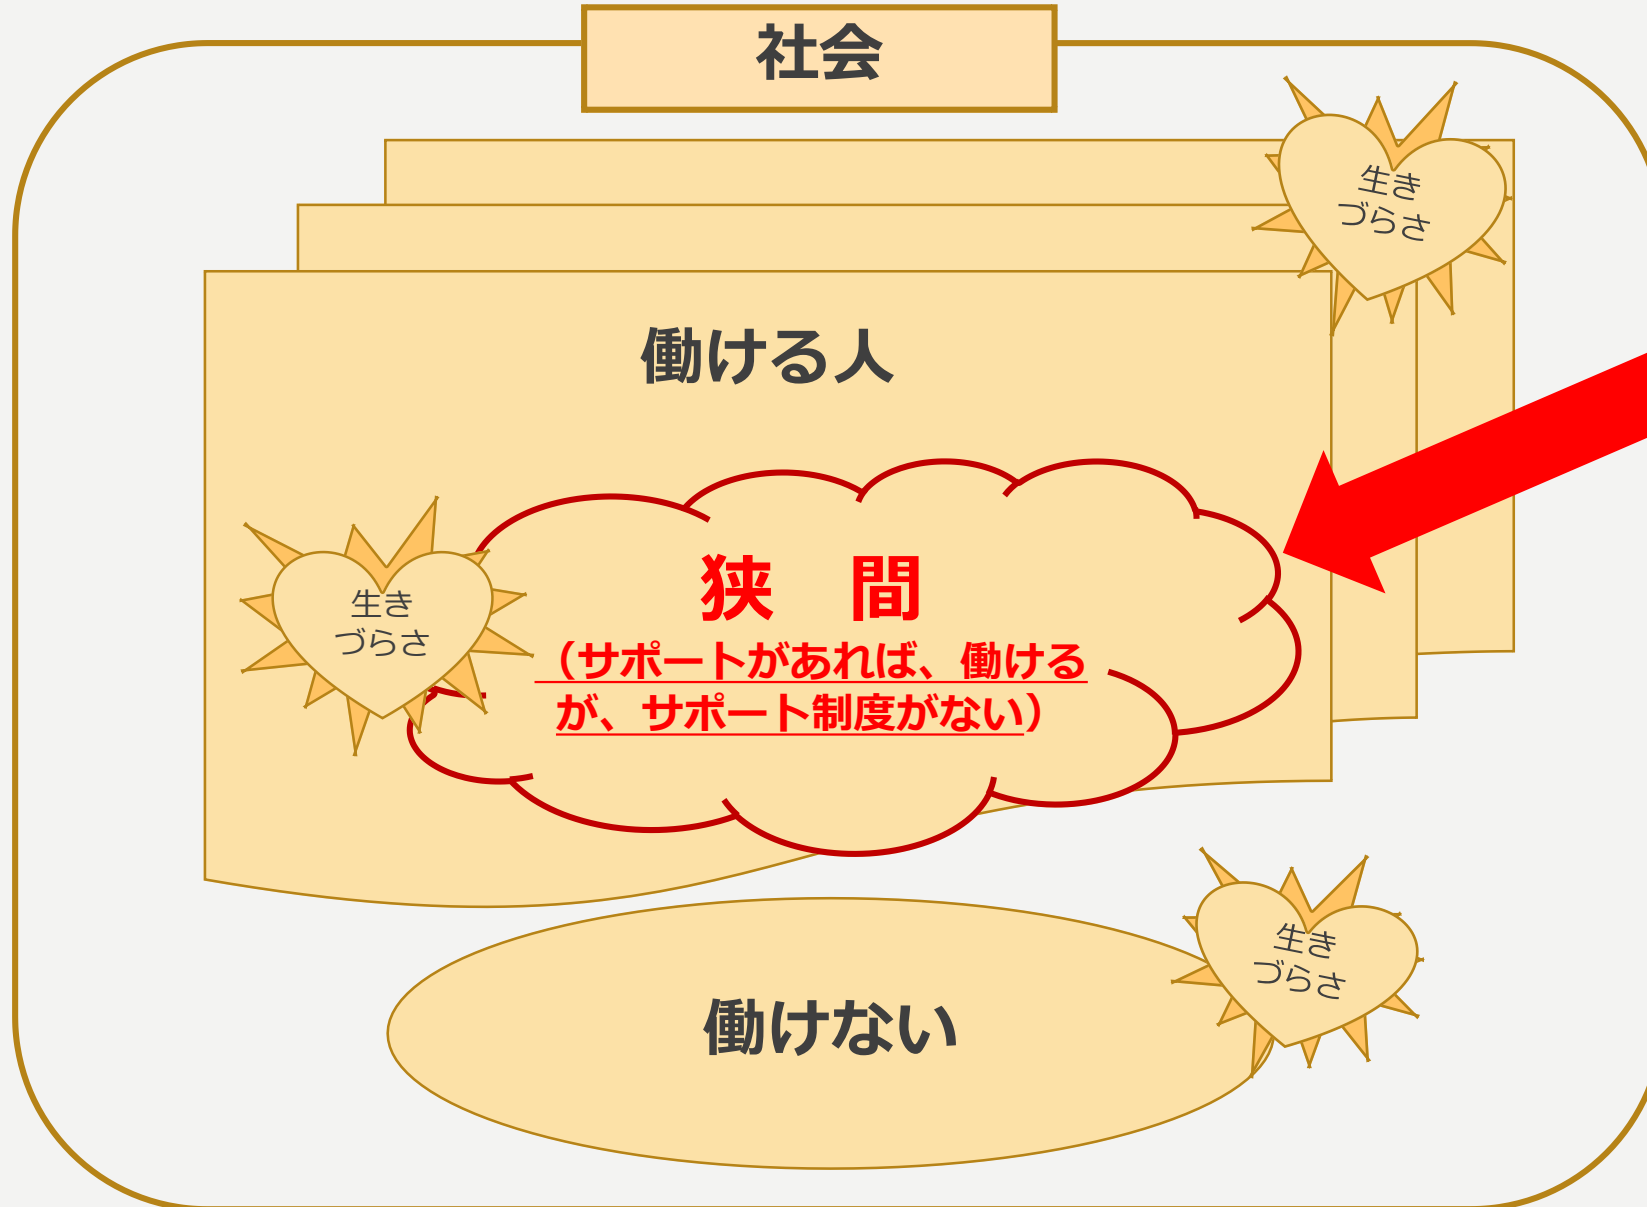 社会
生き
づらさ
働ける人
狭　間
（サポートがあれば、働ける
が、サポート制度がない）
生き
づらさ
働けない
生き
づらさ